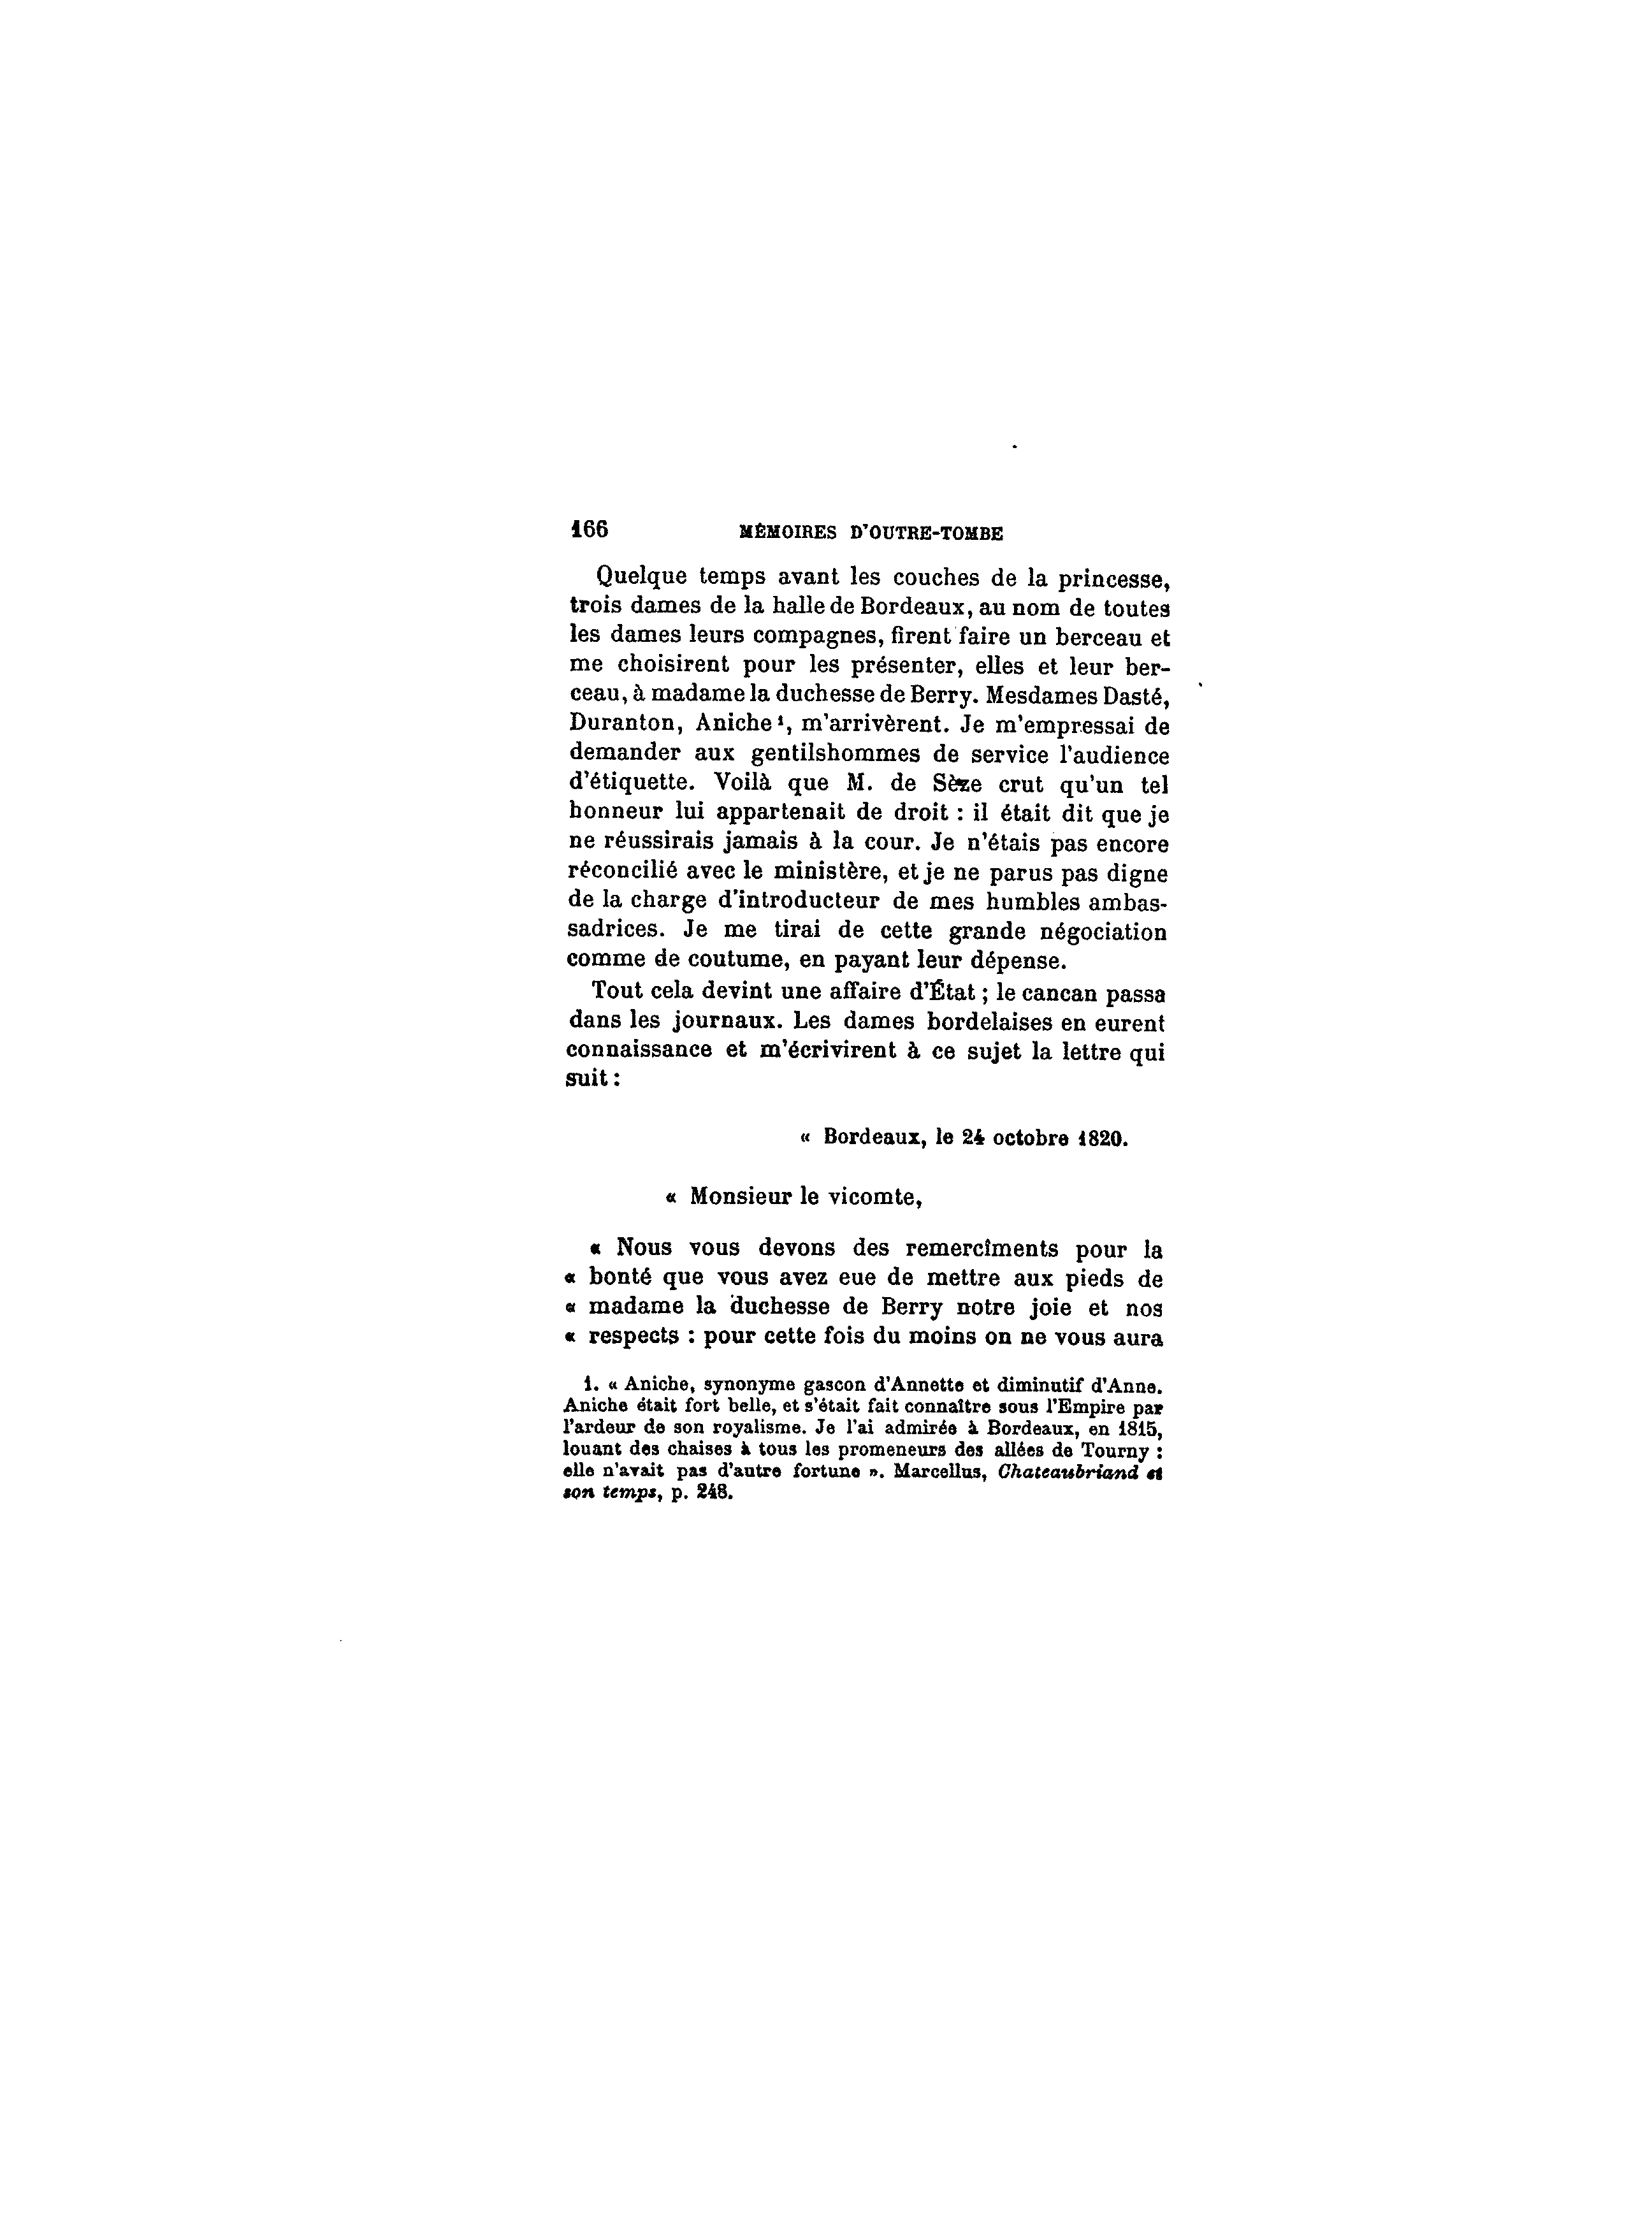 166 MÉMOIRES D'OUTRE-TOMBE
Quelque temps avant les couches de la princesse,
trois dames de la halle de Bordeaux, au nom de toutes
les dames leurs compagnes, firent faire un berceau et
me choisirent pour les présenter, elles et leur ber-
ceau, à madame la duchesse de Berry. Mesdames Dasté,
Duranton, Aniche¹, m'arrivèrent. Je m'empressai de
demander aux gentilshommes de service l'audience
d'étiquette. Voilà que M. de Sèze crut qu'un tel
honneur lui appartenait de droit : il était dit que je
ne réussirais jamais à la cour. Je n'étais pas encore
réconcilié avec le ministère, et je ne parus pas digne
de la charge d'introducteur de mes humbles ambas-
sadrices. Je me tirai de cette grande négociation
comme de coutume, en payant leur dépense.
Tout cela devint une affaire d'État ; le cancan passa
dans les journaux. Les dames bordelaises en eurent
connaissance et m'écrivirent à ce sujet la lettre qui
suit :
« Bordeaux, le 24 octobre 1820.
« Monsieur le vicomte,
« Nous vous devons des remercîments pour la
« bonté que vous avez eue de mettre aux pieds de
« madame la duchesse de Berry notre joie et nos
« respects : pour cette fois du moins on ne vous aura
1. « Aniche, synonyme gascon d'Annette et diminutif d'Anne.
Aniche était fort belle, et s'était fait connaître sous l'Empire par
l'ardeur de son royalisme. Je l'ai admirée à Bordeaux, en 1815,
louant des chaises à tous les promeneurs des allées de Tourny :
elle n'avait pas d'autre fortune ». Marcellus, Chateaubriand et
son temps, p. 248.